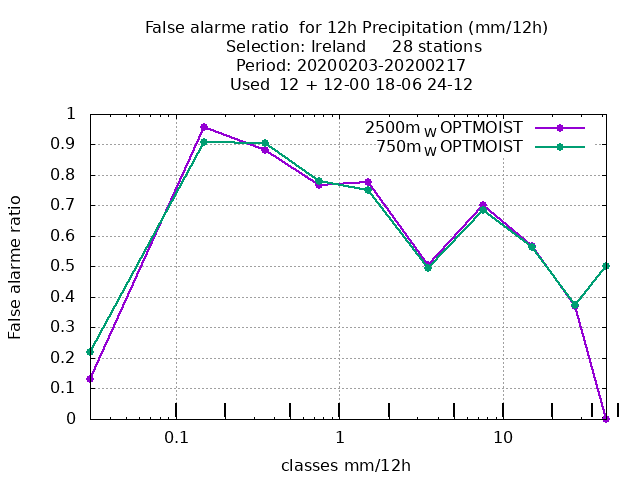 False alarme ratio  for 12h Precipitation (mm/12h)
Selection: Ireland     28 stations
Period: 20200203-20200217
Used  12 + 12-00 18-06 24-12
2500m W OPTMOIST
750m W OPTMOIST
1
0.9
0.8
0.7
0.6
0.5
0.4
0.3
0.2
0.1
0
False alarme ratio
0.1 1 10
classes mm/12h